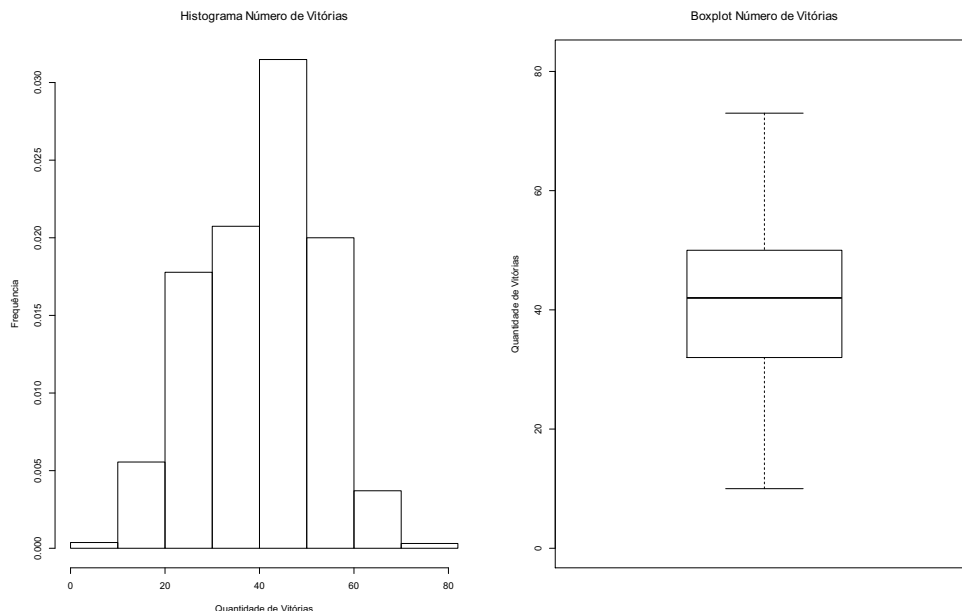 Histograma Número de Vitórias
Frequência
0.030
0.025
0.020
0.015
0.010
0.005
0.000
0 20 40 60 80
Quantidade de Vitórias
Boxplot Número de Vitórias
Quantidade de Vitórias
80
60
40
20
0